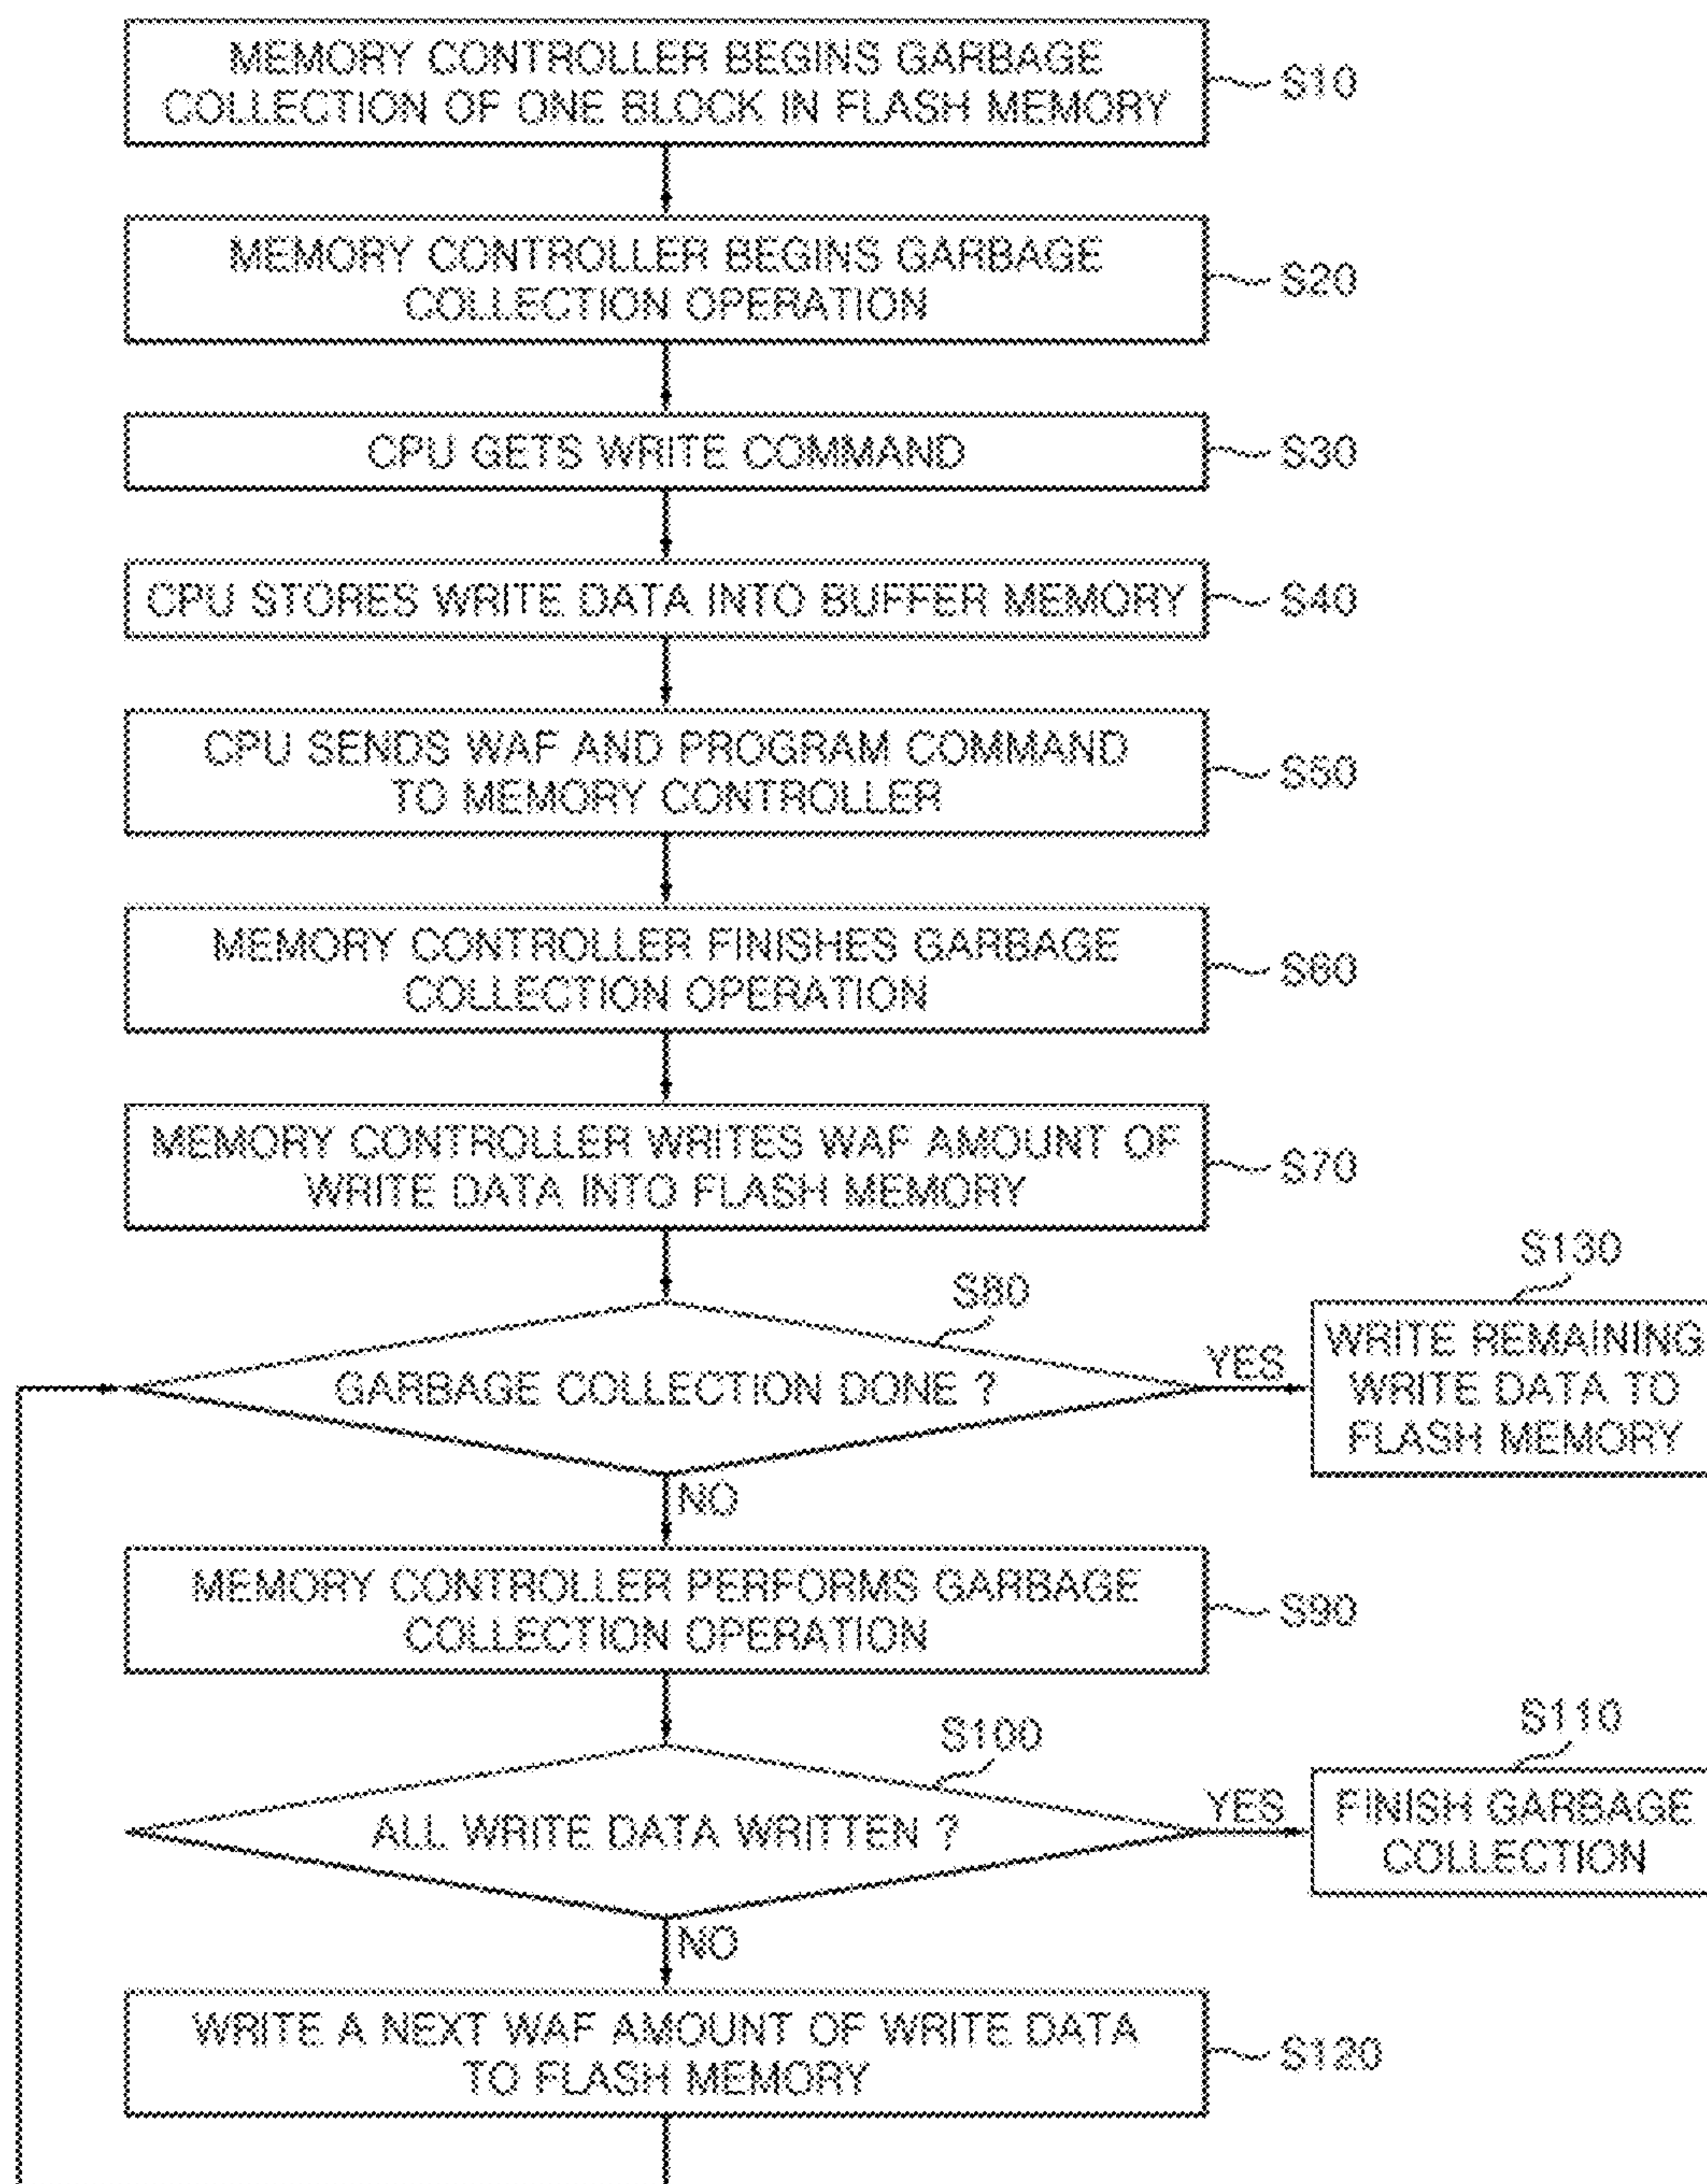 MEMORY CONTROLLER BEGINS GARBAGE
COLLECTION OF ONE BLOCK IN FLASH MEMORY
S10
MEMORY CONTROLLER BEGINS GARBAGE
COLLECTION OPERATION
S20
CPU GETS WRITE COMMAND
S30
CPU STORES WRITE DATA INTO BUFFER MEMORY
S40
CPU SENDS WAF AND PROGRAM COMMAND
TO MEMORY CONTROLLER
S50
MEMORY CONTROLLER FINISHES GARBAGE
COLLECTION OPERATION
S60
MEMORY CONTROLLER WRITES WAF AMOUNT OF
WRITE DATA INTO FLASH MEMORY
S70
S80
GARBAGE COLLECTION DONE ?
YES
S130
WRITE REMAINING
WRITE DATA TO
FLASH MEMORY
NO
MEMORY CONTROLLER PERFORMS GARBAGE
COLLECTION OPERATION
S90
S100
ALL WRITE DATA WRITTEN ?
YES
S110
FINISH GARBAGE
COLLECTION
NO
WRITE A NEXT WAF AMOUNT OF WRITE DATA
TO FLASH MEMORY
S120